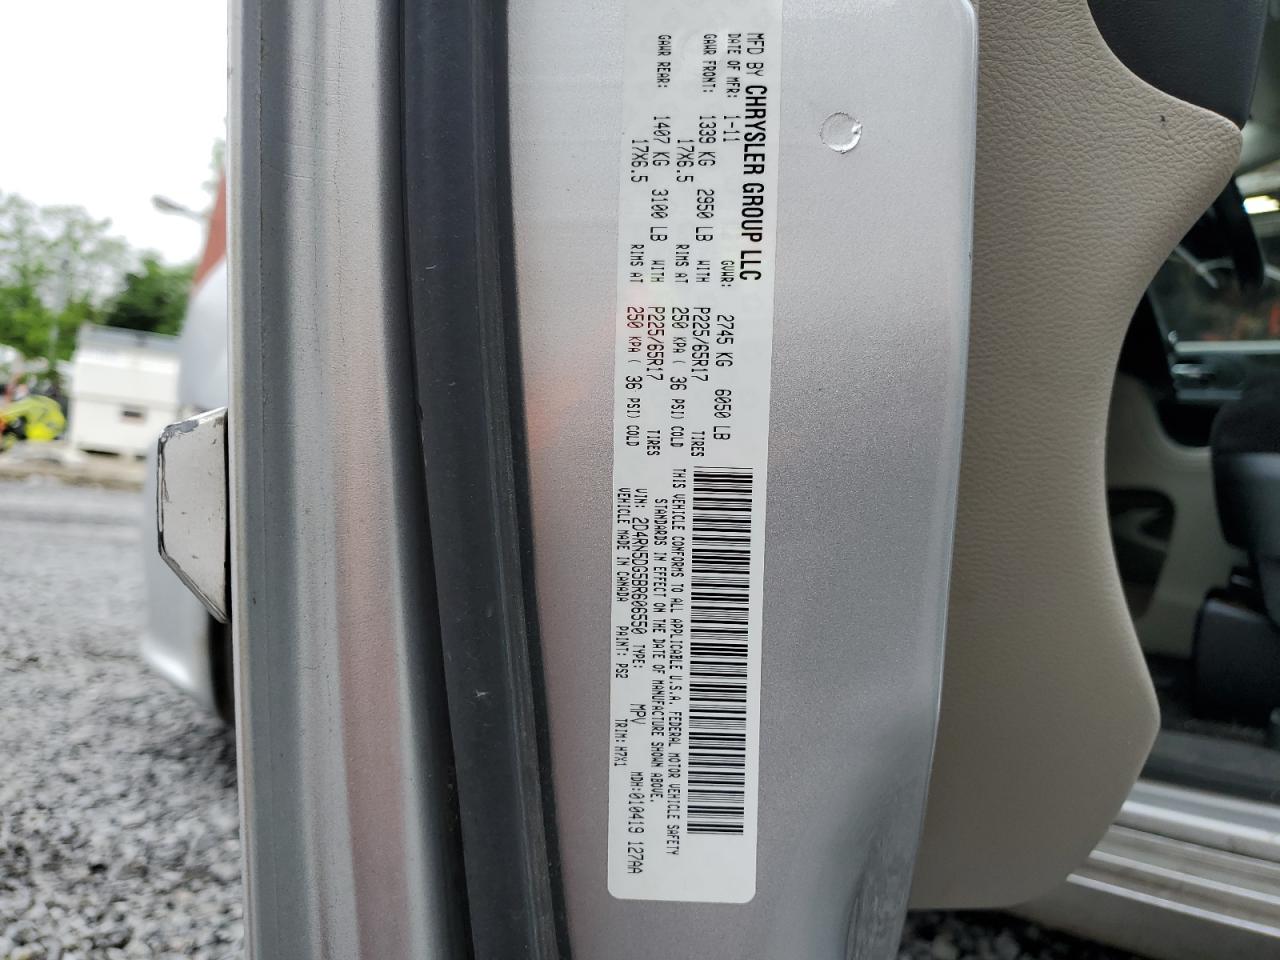 MFD BY CHRYSLER GROUP LLC
DATE OF MFR: 1-11 GVWR: 2745 KG 6050 LB
GAWR FRONT: 1339 KG 2950 LB WITH P225/65R17 TIRES
17X6.5 RIMS AT 250 KPA ( 36 PSI) COLD
GAWR REAR: 1407 KG 3100 LB WITH P225/65R17 TIRES
17X6.5 RIMS AT 250 KPA ( 36 PSI) COLD
THIS VEHICLE CONFORMS TO ALL APPLICABLE U.S.A. FEDERAL MOTOR VEHICLE SAFETY
STANDARDS IN EFFECT ON THE DATE OF MANUFACTURE SHOWN ABOVE.
VIN: 2D4RN5DG5BR606550 TYPE: MPV MDH:010419 127AA
VEHICLE MADE IN CANADA PAINT: PS2 TRIM: H7X1